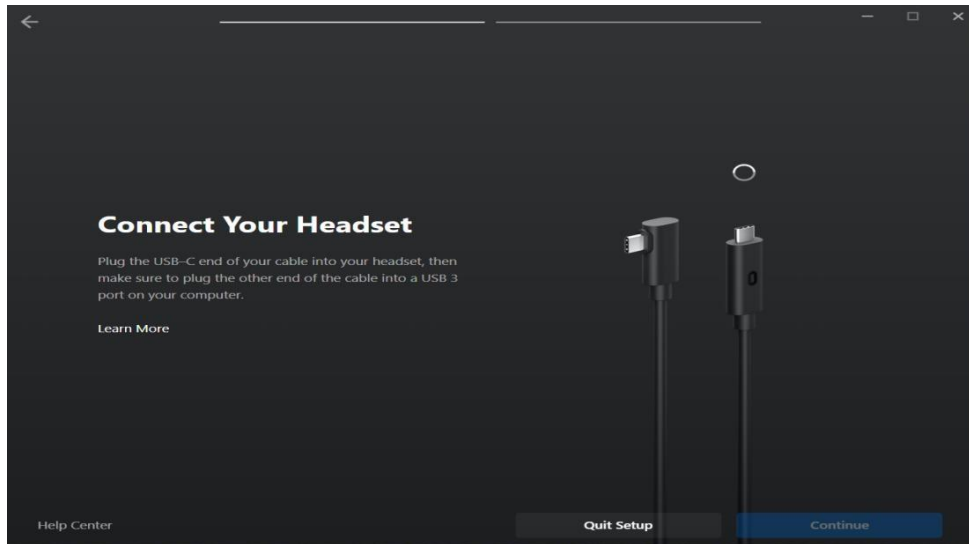 Connect Your Headset
Plug the USB-C end of your cable into your headset, then
make sure to plug the other end of the cable into a USB 3
port on your computer.
Learn More
Help Center
Quit Setup
Continue